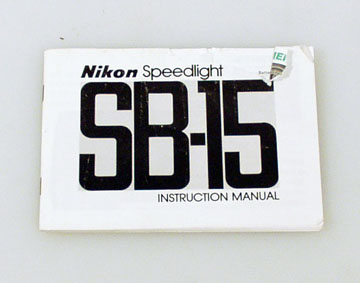 Nikon Speedlight
SB-15
INSTRUCTION MANUAL